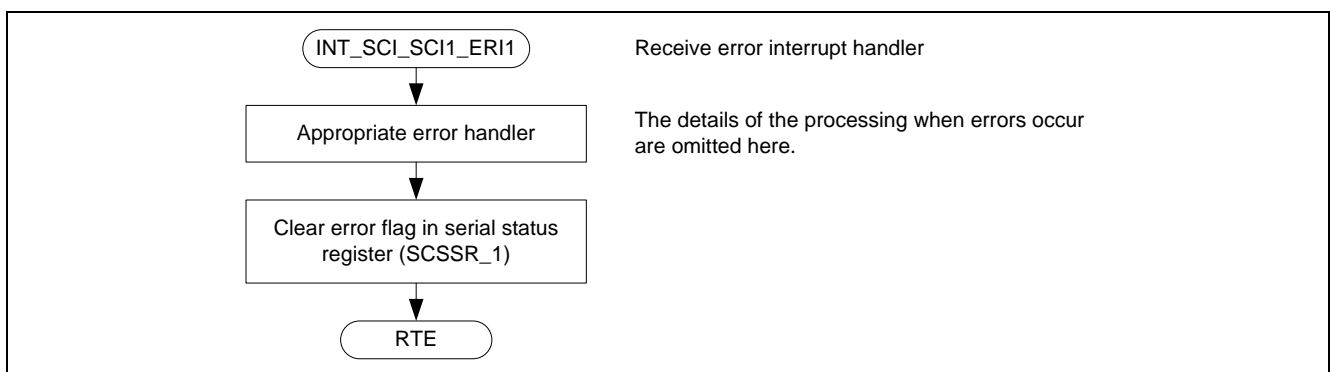 INT_SCI_SCI1_ERI1
Receive error interrupt handler
Appropriate error handler
The details of the processing when errors occur
are omitted here.
Clear error flag in serial status
register (SCSSR_1)
RTE